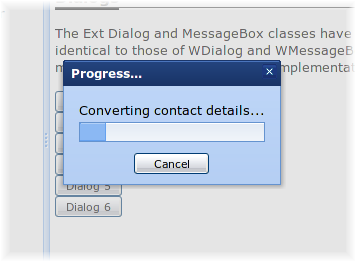 The Ext Dialog and MessageBox classes have
identical to those of WDialog and WMessageB
Progress...
×
Converting contact details...
Cancel
Dialog 5
Dialog 6